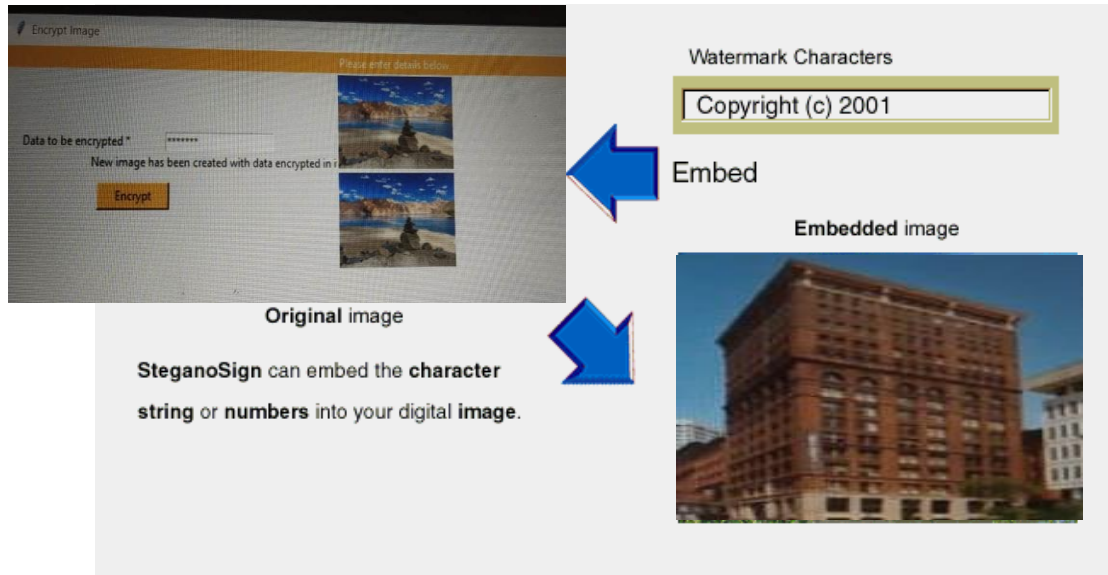 Encrypt Image
Please enter details below
Data to be encrypted *
*******
New image has been created with data encrypted in
Encrypt
Watermark Characters
Copyright (c) 2001
Embed
Embedded image
Original image
SteganoSign can embed the character
string or numbers into your digital image.